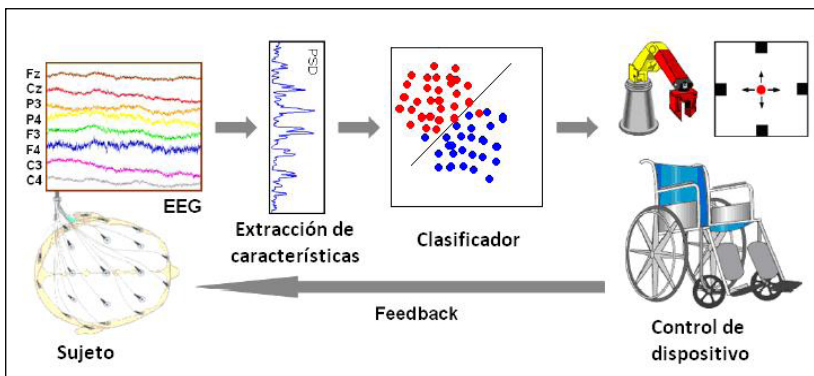 Fz
Cz
P3
P4
F3
F4
C3
C4
EEG
PSD
Extracción de
características
Clasificador
Feedback
Sujeto
Control de
dispositivo